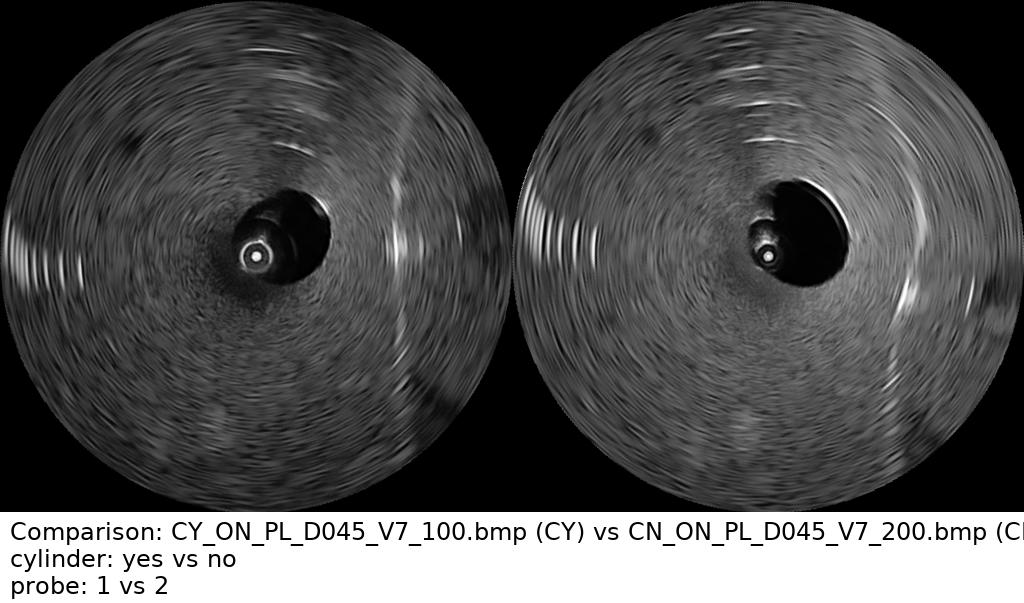 Comparison: CY_ON_PL_D045_V7_100.bmp (CY) vs CN_ON_PL_D045_V7_200.bmp (
cylinder: yes vs no
probe: 1 vs 2